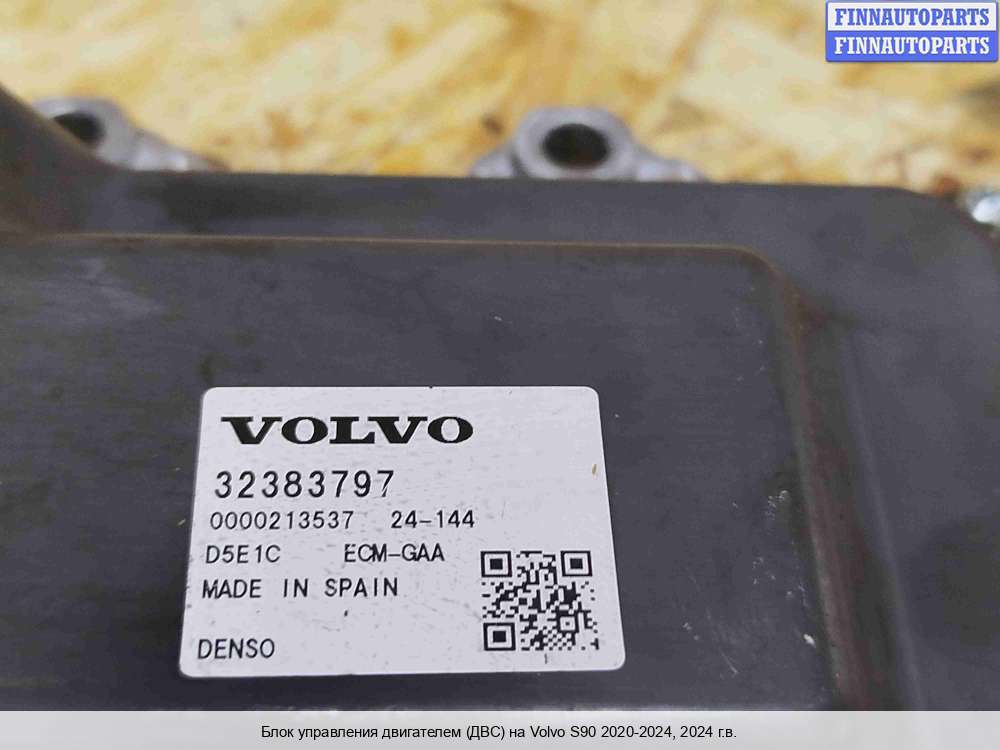 FINNAUTOPARTS
FINNAUTOPARTS
VOLVO
32383797
0000213537 24-144
D5E1C ECM-GAA
MADE IN SPAIN
DENSO
Блок управления двигателем (ДВС) на Volvo S90 2020-2024, 2024 г.в.